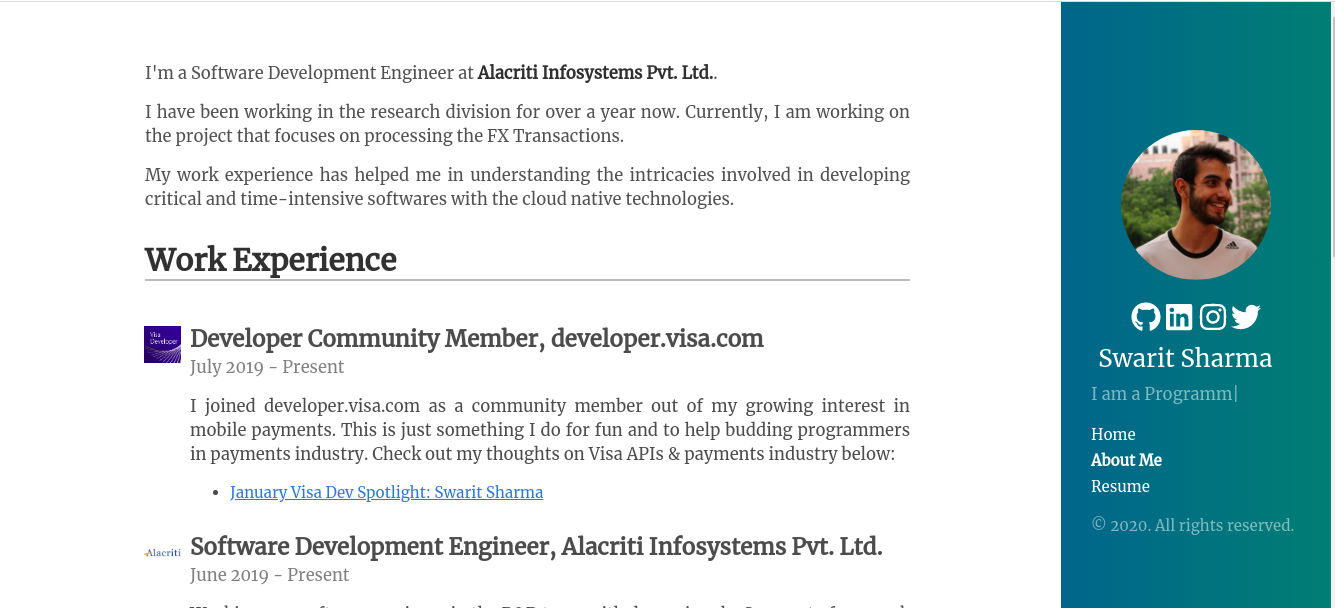 I'm a Software Development Engineer at Alacriti Infosystems Pvt. Ltd..
I have been working in the research division for over a year now. Currently, I am working on
the project that focuses on processing the FX Transactions.
My work experience has helped me in understanding the intricacies involved in developing
critical and time-intensive softwares with the cloud native technologies.
Work Experience
Visa
Developer
Developer Community Member, developer.visa.com
July 2019 - Present
I joined developer.visa.com as a community member out of my growing interest in
mobile payments. This is just something I do for fun and to help budding programmers
in payments industry. Check out my thoughts on Visa APIs & payments industry below:
• January Visa Dev Spotlight: Swarit Sharma
Alacriti
Software Development Engineer, Alacriti Infosystems Pvt. Ltd.
June 2019 - Present
Swarit Sharma
I am a Programm|
Home
About Me
Resume
© 2020. All rights reserved.